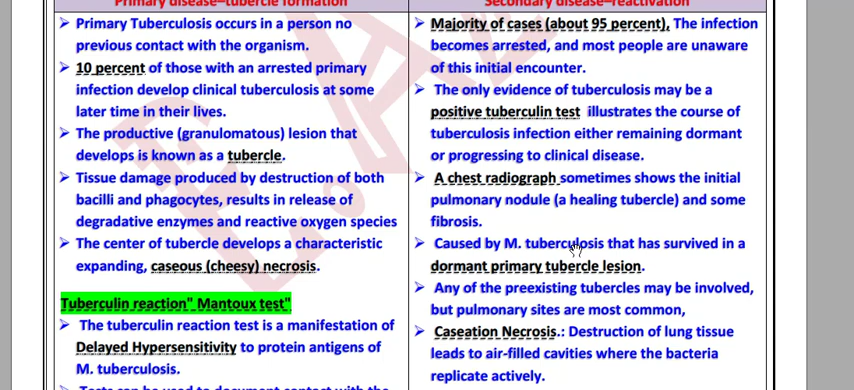 Primary disease–tubercle formation
Primary Tuberculosis occurs in a person no
previous contact with the organism.
10 percent of those with an arrested primary
infection develop clinical tuberculosis at some
later time in their lives.
The productive (granulomatous) lesion that
develops is known as a tubercle.
Tissue damage produced by destruction of both
bacilli and phagocytes, results in release of
degradative enzymes and reactive oxygen species
The center of tubercle develops a characteristic
expanding, caseous (cheesy) necrosis.
Tuberculin reaction" Mantoux test"
The tuberculin reaction test is a manifestation of
Delayed Hypersensitivity to protein antigens of
M. tuberculosis.
Tests can be used to document contact with the
Secondary disease–reactivation
Majority of cases (about 95 percent), The infection
becomes arrested, and most people are unaware
of this initial encounter.
The only evidence of tuberculosis may be a
positive tuberculin test illustrates the course of
tuberculosis infection either remaining dormant
or progressing to clinical disease.
A chest radiograph sometimes shows the initial
pulmonary nodule (a healing tubercle) and some
fibrosis.
Caused by M. tuberculosis that has survived in a
dormant primary tubercle lesion.
Any of the preexisting tubercles may be involved,
but pulmonary sites are most common,
Caseation Necrosis.: Destruction of lung tissue
leads to air-filled cavities where the bacteria
replicate actively.